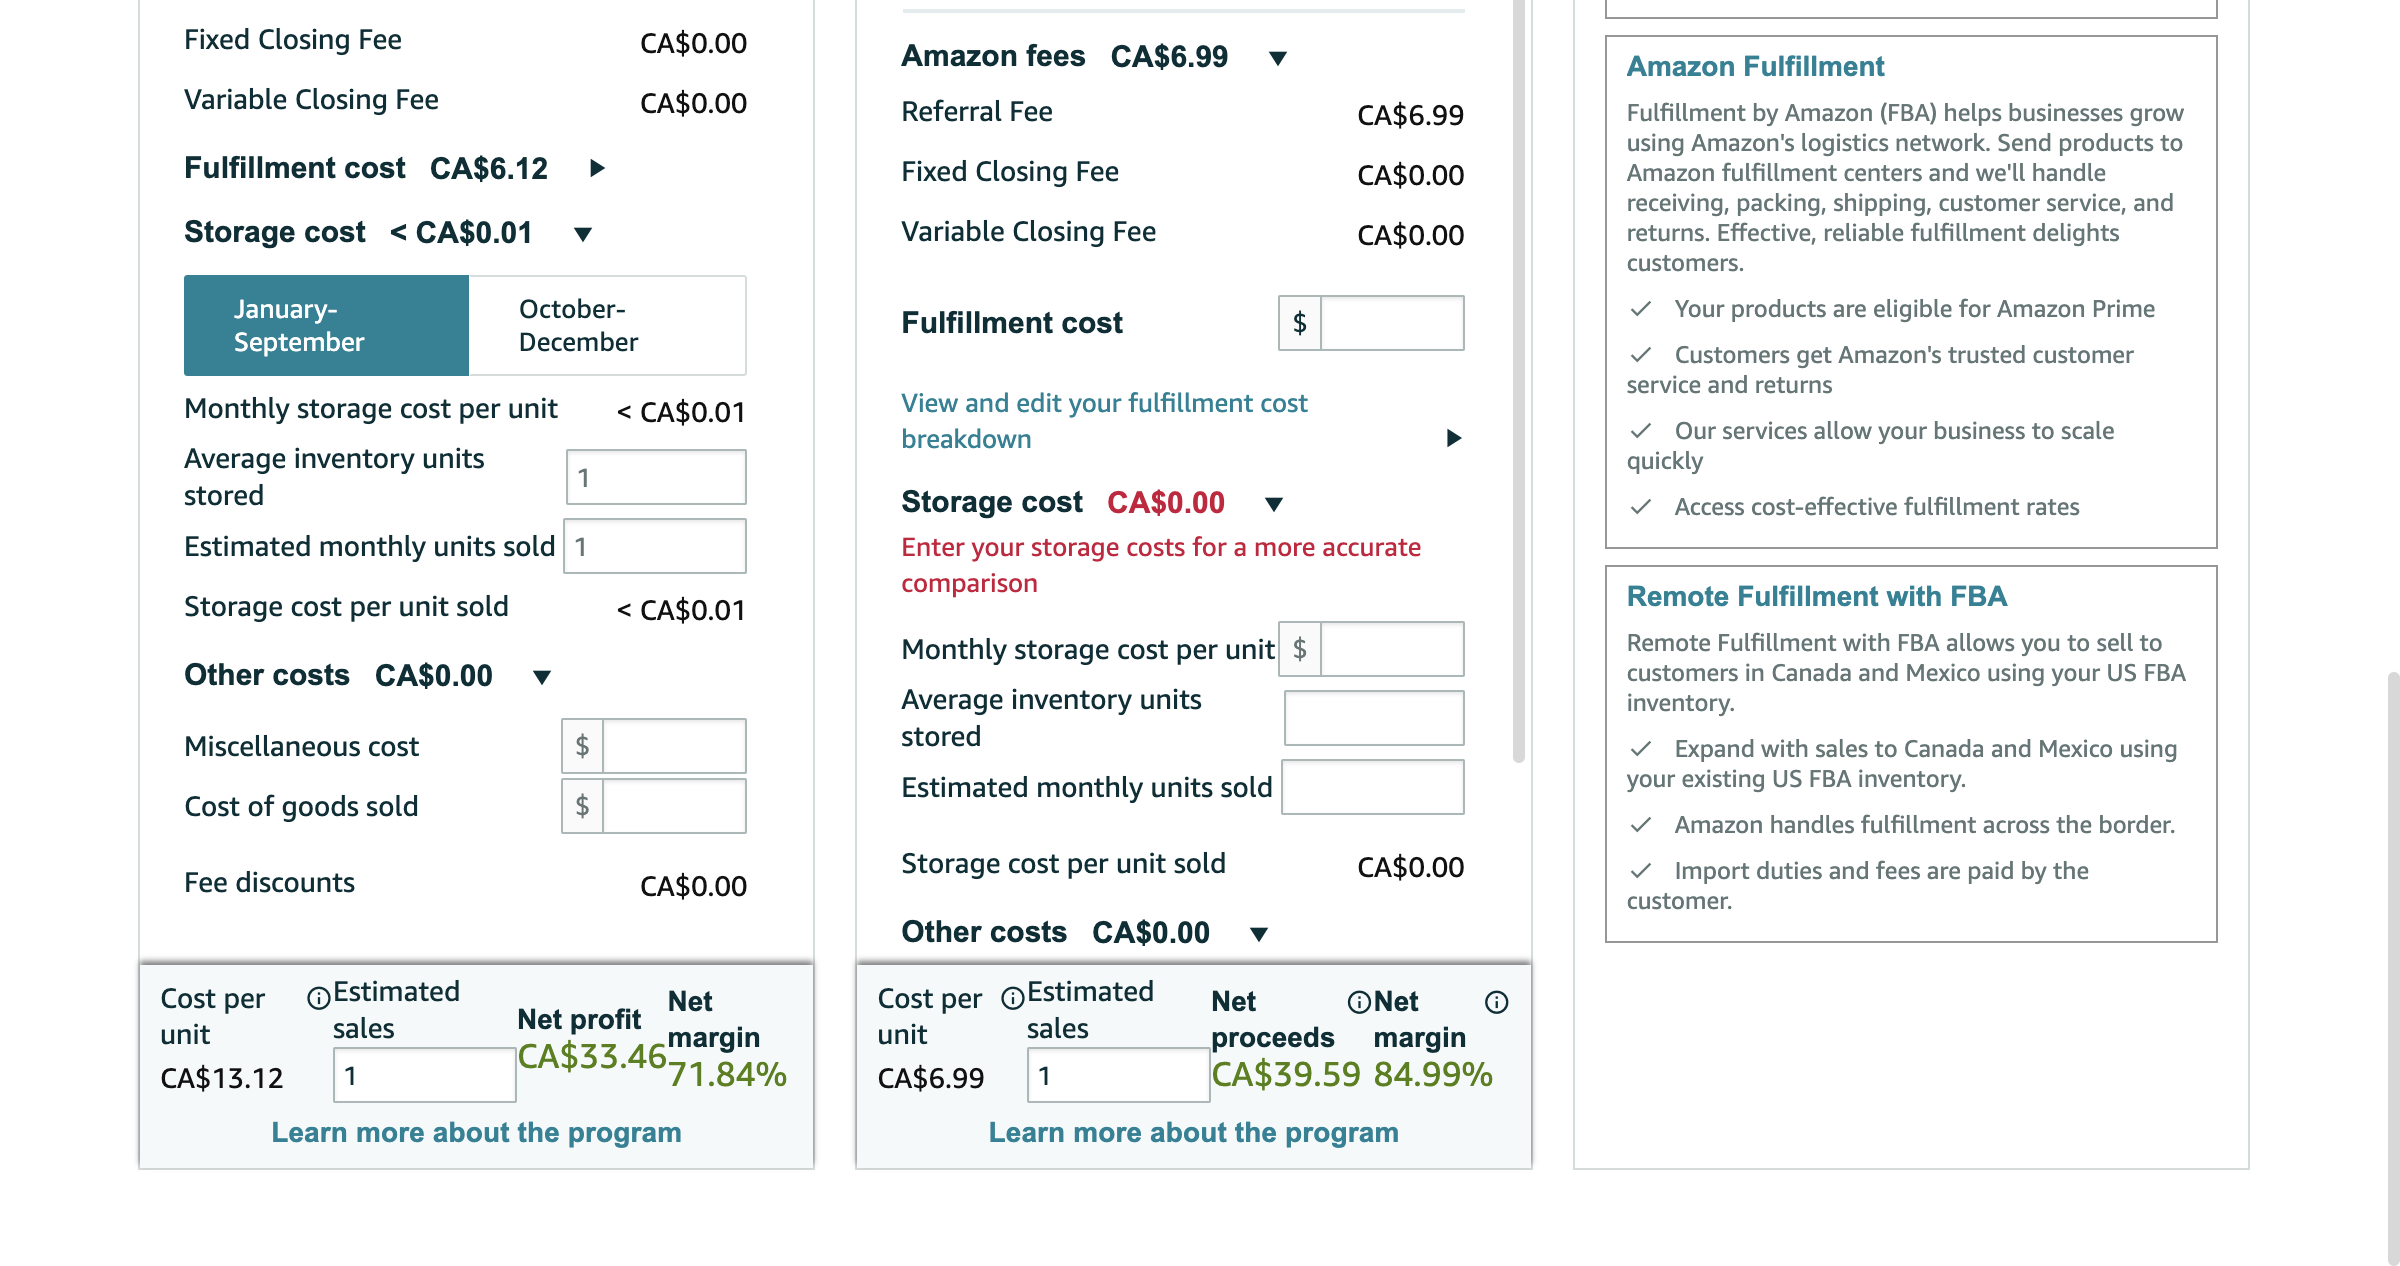 Fixed Closing Fee CA$0.00
Variable Closing Fee CA$0.00
Fulfillment cost CA$6.12
Storage cost < CA$0.01
January-
September
October-
December
Monthly storage cost per unit < CA$0.01
Average inventory units
stored
1
Estimated monthly units sold 1
Storage cost per unit sold < CA$0.01
Other costs CA$0.00
Miscellaneous cost $
Cost of goods sold $
Fee discounts CA$0.00
Cost per
unit
CA$13.12
Estimated
sales
1
Net profit
CA$33.46
Net
margin
71.84%
Learn more about the program
Amazon fees CA$6.99
Referral Fee CA$6.99
Fixed Closing Fee CA$0.00
Variable Closing Fee CA$0.00
Fulfillment cost $
View and edit your fulfillment cost
breakdown
Storage cost CA$0.00
Enter your storage costs for a more accurate
comparison
Monthly storage cost per unit $
Average inventory units
stored
Estimated monthly units sold
Storage cost per unit sold CA$0.00
Other costs CA$0.00
Cost per
unit
CA$6.99
Estimated
sales
1
Net
proceeds
CA$39.59
Net
margin
84.99%
Learn more about the program
Amazon Fulfillment
Fulfillment by Amazon (FBA) helps businesses grow
using Amazon's logistics network. Send products to
Amazon fulfillment centers and we'll handle
receiving, packing, shipping, customer service, and
returns. Effective, reliable fulfillment delights
customers.
Your products are eligible for Amazon Prime
Customers get Amazon's trusted customer
service and returns
Our services allow your business to scale
quickly
Access cost-effective fulfillment rates
Remote Fulfillment with FBA
Remote Fulfillment with FBA allows you to sell to
customers in Canada and Mexico using your US FBA
inventory.
Expand with sales to Canada and Mexico using
your existing US FBA inventory.
Amazon handles fulfillment across the border.
Import duties and fees are paid by the
customer.